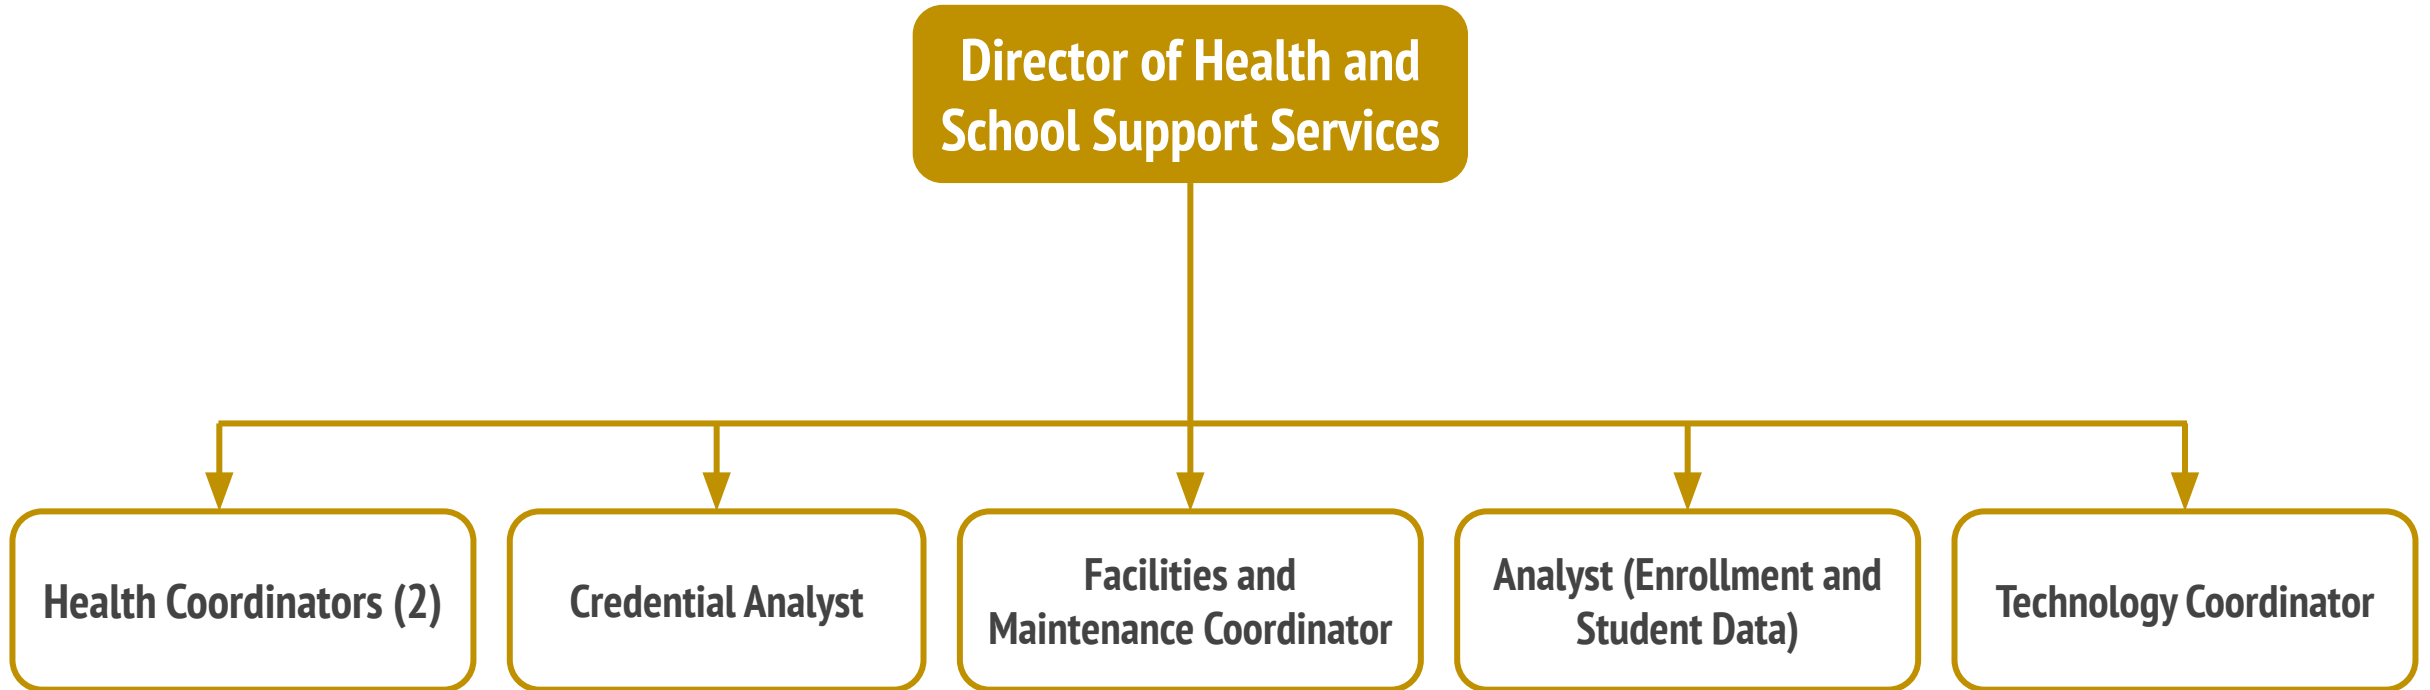 Director of Health and
School Support Services
Health Coordinators (2)
Credential Analyst
Facilities and
Maintenance Coordinator
Analyst (Enrollment and
Student Data)
Technology Coordinator